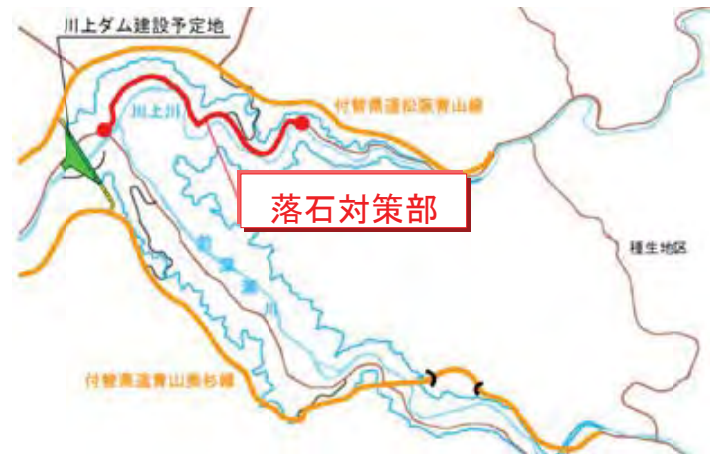 川上ダム建設予定地
付替県道松阪青山線
川上川
落石対策部
種生地区
前深瀬川
付替県道青山美杉線